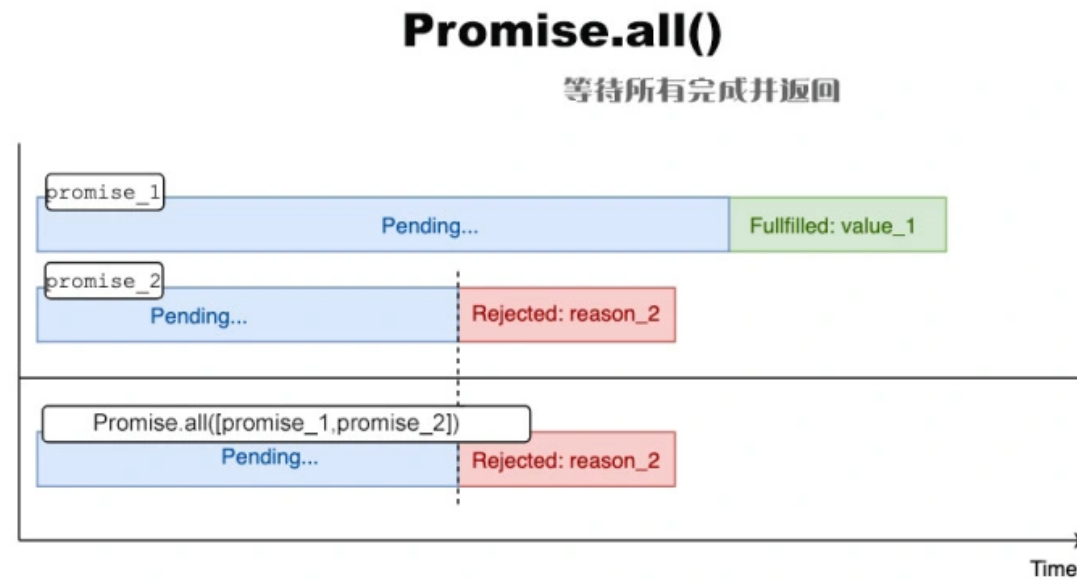 Promise.all()
等待所有完成并返回
promise_1
Pending...
Fullfilled: value_1
promise_2
Pending...
Rejected: reason_2
Promise.all([promise_1,promise_2])
Pending...
Rejected: reason_2
Time